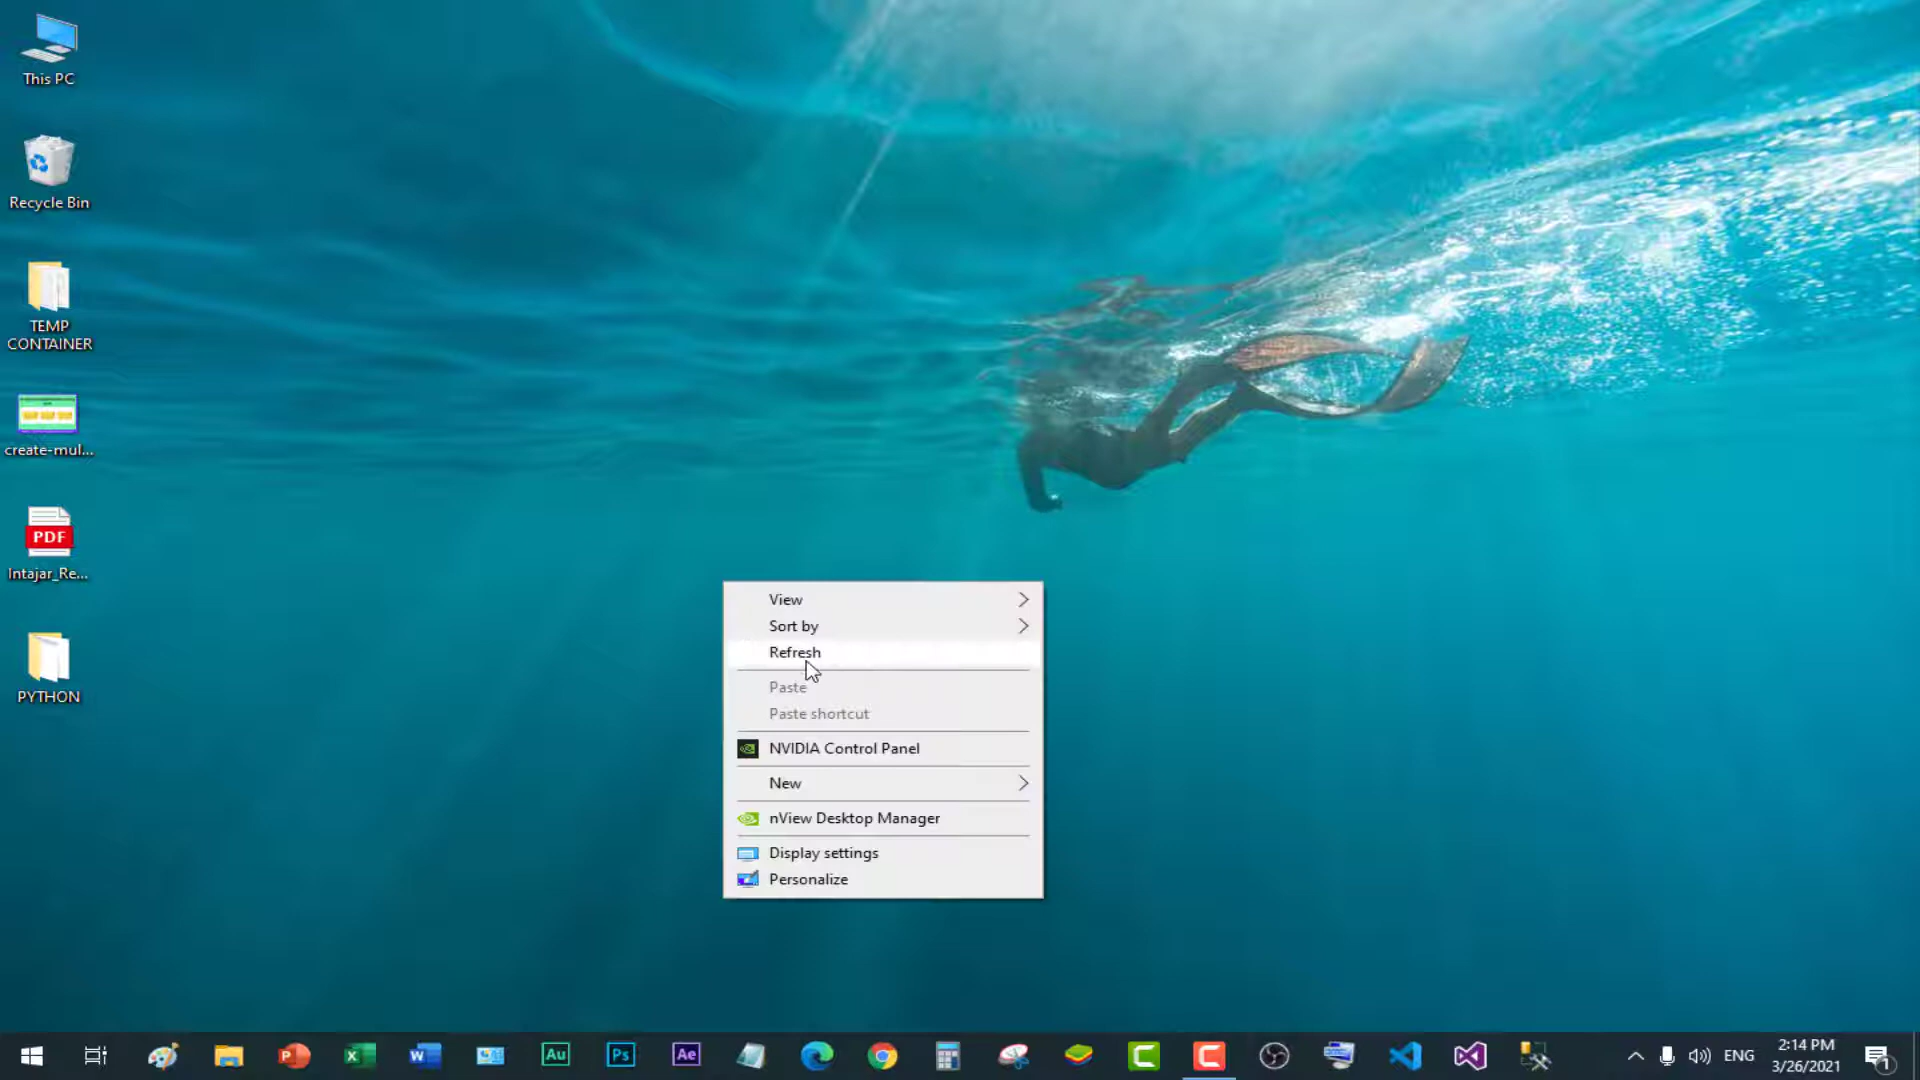 This PC
Recycle Bin
TEMP
CONTAINER
create-mul...
PDF
Intajar_Re...
PYTHON
View
Sort by
Refresh
Paste
Paste shortcut
NVIDIA Control Panel
New
nView Desktop Manager
Display settings
Personalize
Au
Ps
Ae
ENG
2:14 PM
3/26/2021
1